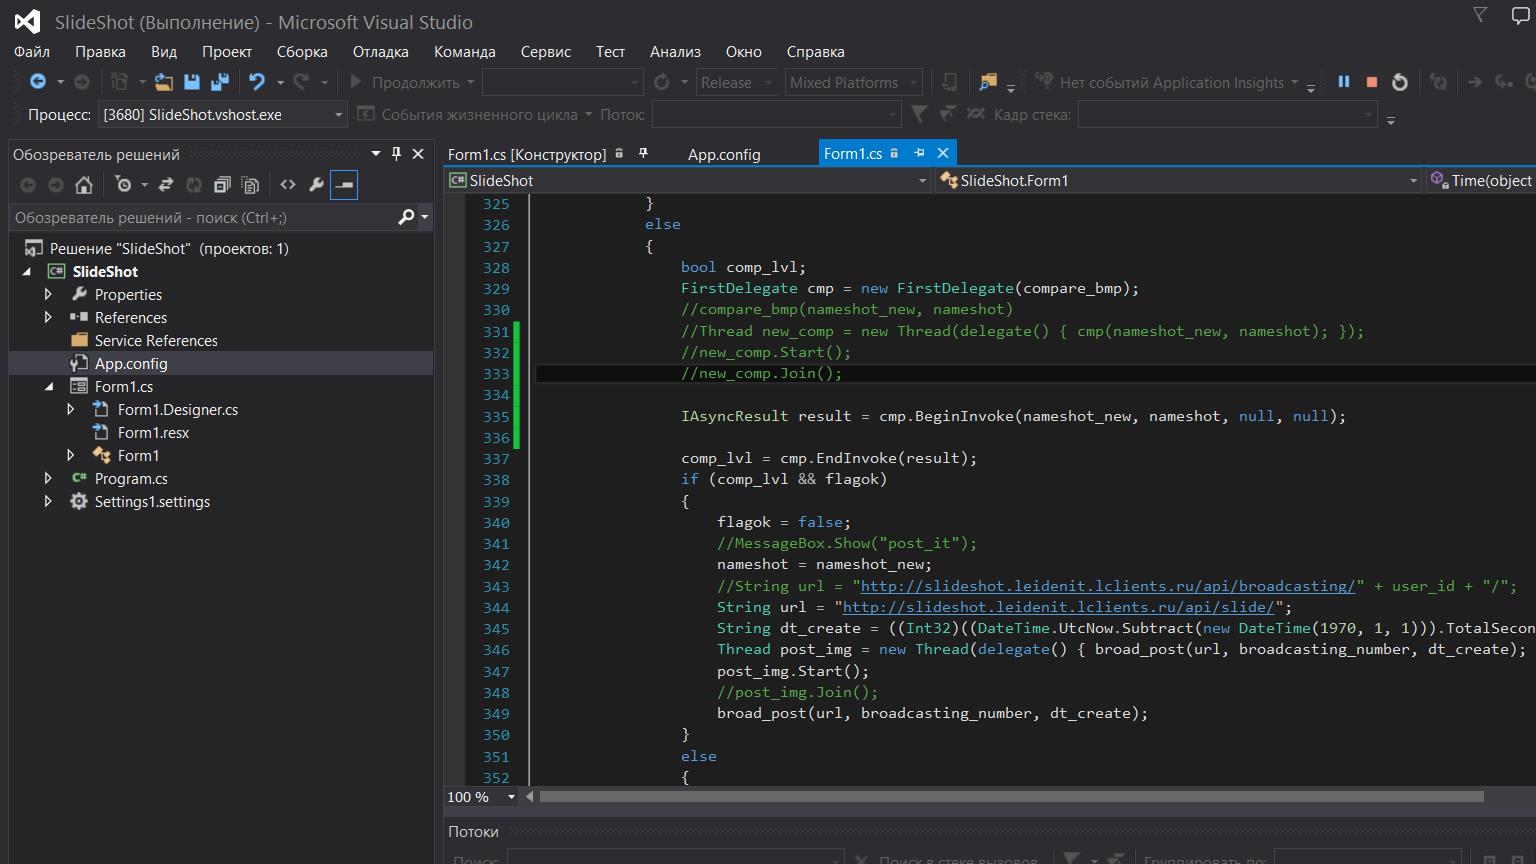 SlideShot (Выполнение) - Microsoft Visual Studio
Файл Правка Вид Проект Сборка Отладка Команда Сервис Тест Анализ Окно Справка
Продолжить Release Mixed Platforms Нет событий Application Insights
Процесс: [3680] SlideShot.vshost.exe События жизненного цикла Поток: Кадр стека:
Обозреватель решений
Обозреватель решений - поиск (Ctrl+;)
Решение "SlideShot" (проектов: 1)
SlideShot
Properties
References
Service References
App.config
Form1.cs
Form1.Designer.cs
Form1.resx
Form1
Program.cs
Settings1.settings
Form1.cs [Конструктор] App.config Form1.cs
SlideShot SlideShot.Form1 Time(object
325 }
326 else
327 {
328 bool comp_lvl;
329 FirstDelegate cmp = new FirstDelegate(compare_bmp);
330 //compare_bmp(nameshot_new, nameshot)
331 //Thread new_comp = new Thread(delegate() { cmp(nameshot_new, nameshot); });
332 //new_comp.Start();
333 //new_comp.Join();
334
335 IAsyncResult result = cmp.BeginInvoke(nameshot_new, nameshot, null, null);
336
337 comp_lvl = cmp.EndInvoke(result);
338 if (comp_lvl && flagok)
339 {
340 flagok = false;
341 //MessageBox.Show("post_it");
342 nameshot = nameshot_new;
343 //String url = "http://slideshot.leidenit.lclients.ru/api/broadcasting/" + user_id + "/";
344 String url = "http://slideshot.leidenit.lclients.ru/api/slide/";
345 String dt_create = ((Int32)((DateTime.UtcNow.Subtract(new DateTime(1970, 1, 1))).TotalSecon
346 Thread post_img = new Thread(delegate() { broad_post(url, broadcasting_number, dt_create);
347 post_img.Start();
348 //post_img.Join();
349 broad_post(url, broadcasting_number, dt_create);
350 }
351 else
352 {
100 %
Потоки
Поиск: Поиск в стеке вызовов Группировать по: